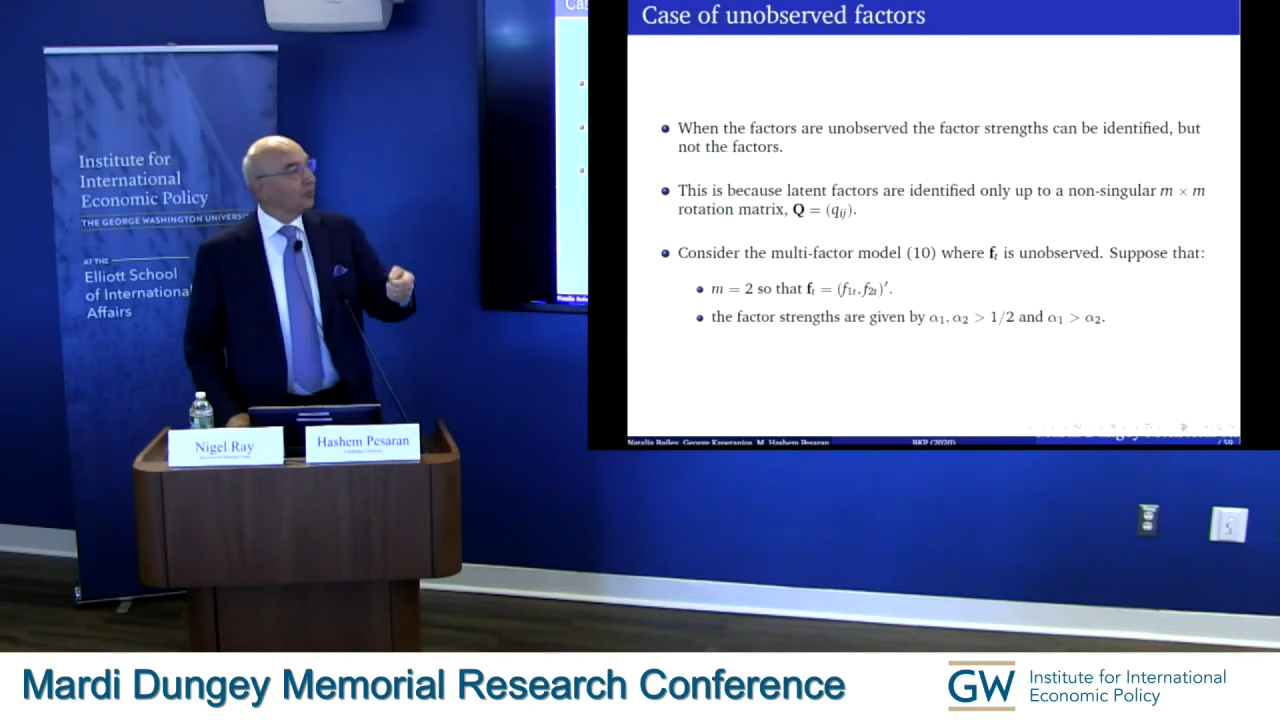 Case of unobserved factors
When the factors are unobserved the factor strengths can be identified, but
not the factors.
This is because latent factors are identified only up to a non-singular m × m
rotation matrix, Q = (qij).
Consider the multi-factor model (10) where ft is unobserved. Suppose that:
m = 2 so that ft = (f1t, f2t)′.
the factor strengths are given by α1, α2 > 1/2 and α1 > α2.
Natalia Bailey, George Kapetanios, M. Hashem Pesaran
BKP (2020)
/ 59
Cas
Institute for
International
Economic Policy
THE GEORGE WASHINGTON UNIVERSI
AT THE
Elliott School
of International
Affairs
Nigel Ray
Hashem Pesaran
Cambridge University
Mardi Dungey Memorial Research Conference
GW
Institute for International
Economic Policy